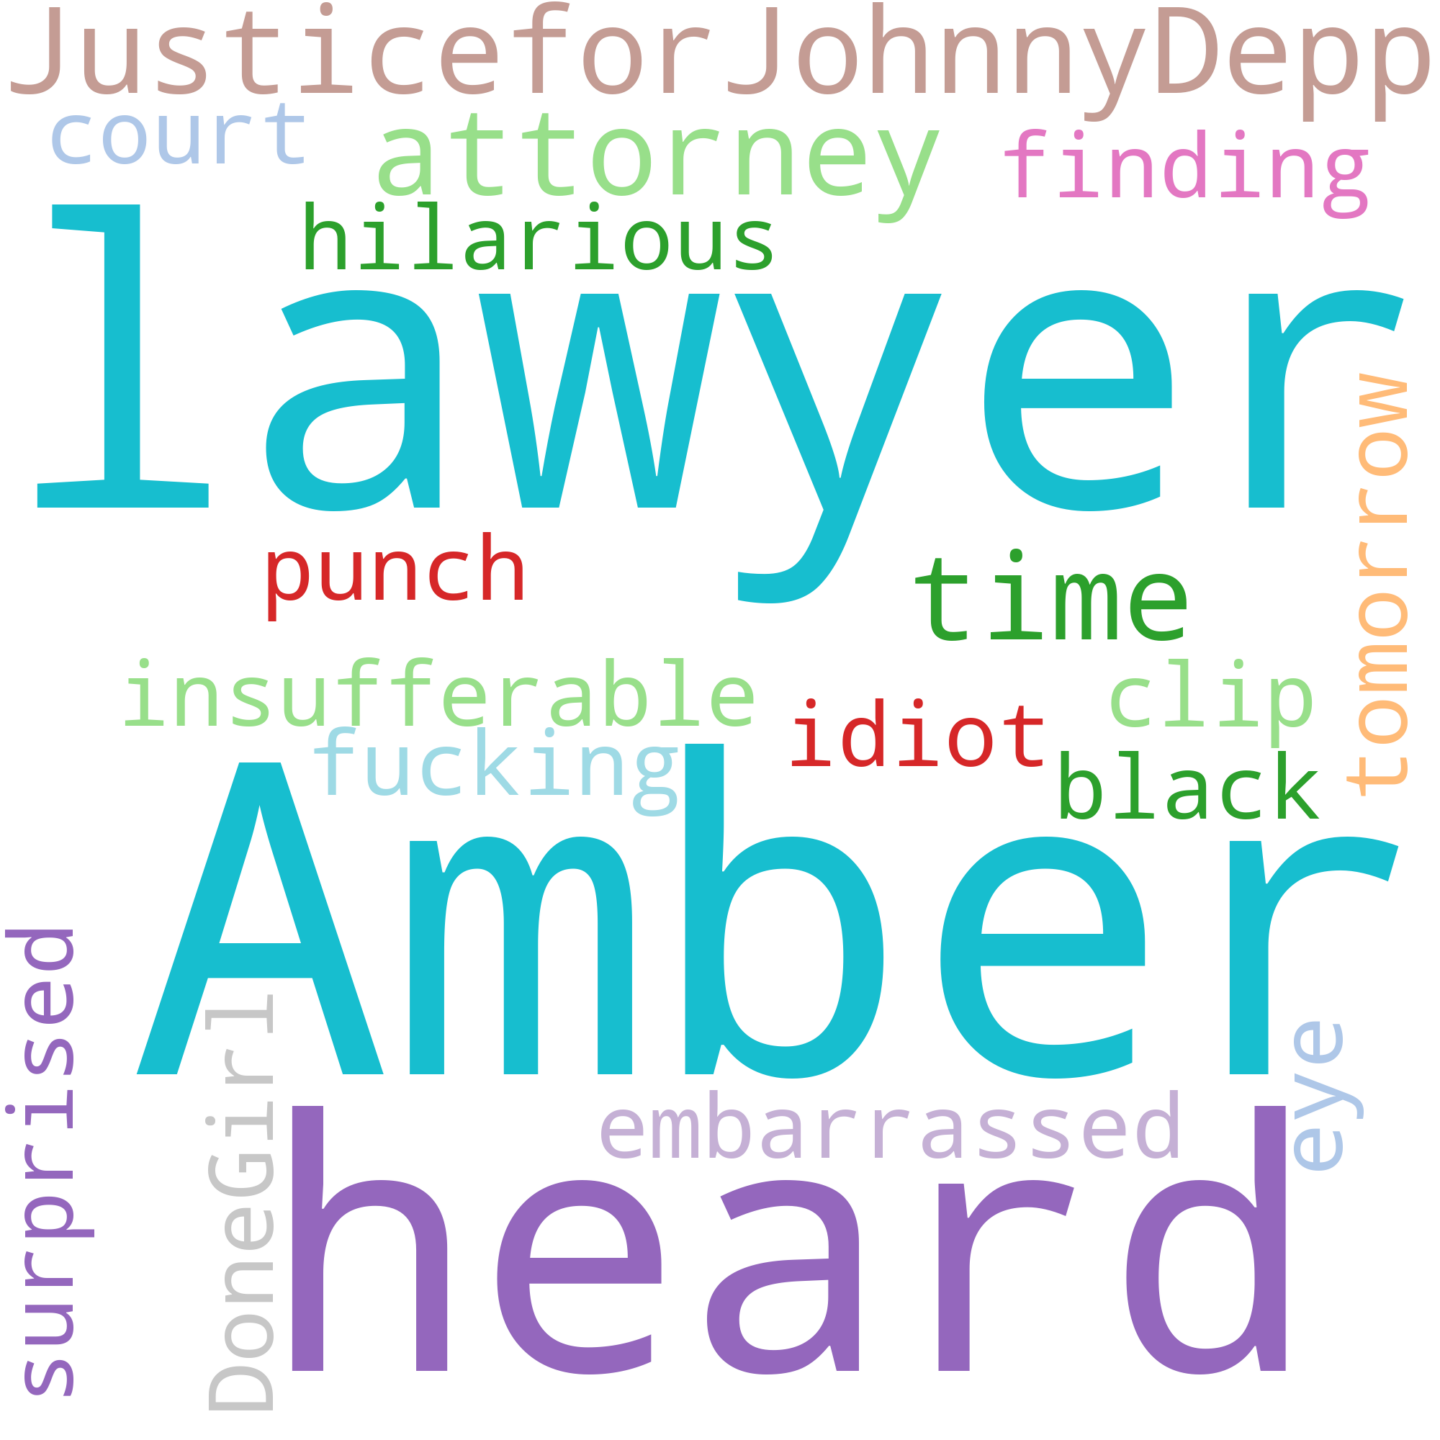 JusticeforJohnnyDepp
court
attorney
finding
hilarious
lawyer
tomorrow
punch
time
insufferable
clip
idiot
fucking
black
Amber
surprised
DoneGirl
eye
embarrassed
heard